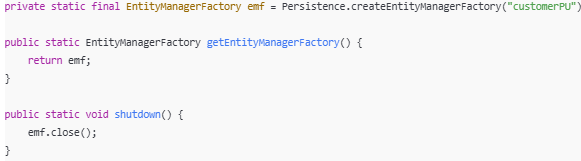 private static final EntityManagerFactory emf = Persistence.createEntityManagerFactory("customerPU")
public static EntityManagerFactory getEntityManagerFactory() {
return emf;
}
public static void shutdown() {
emf.close();
}